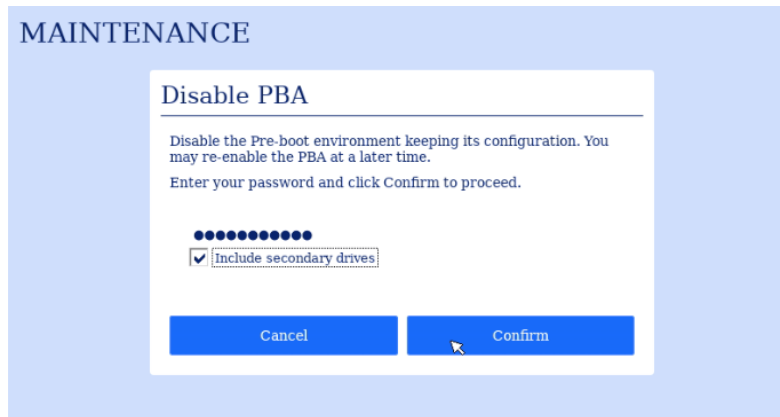 MAINTENANCE
Disable PBA
Disable the Pre-boot environment keeping its configuration. You
may re-enable the PBA at a later time.
Enter your password and click Confirm to proceed.
●●●●●●●●●●●
Include secondary drives
Cancel
Confirm